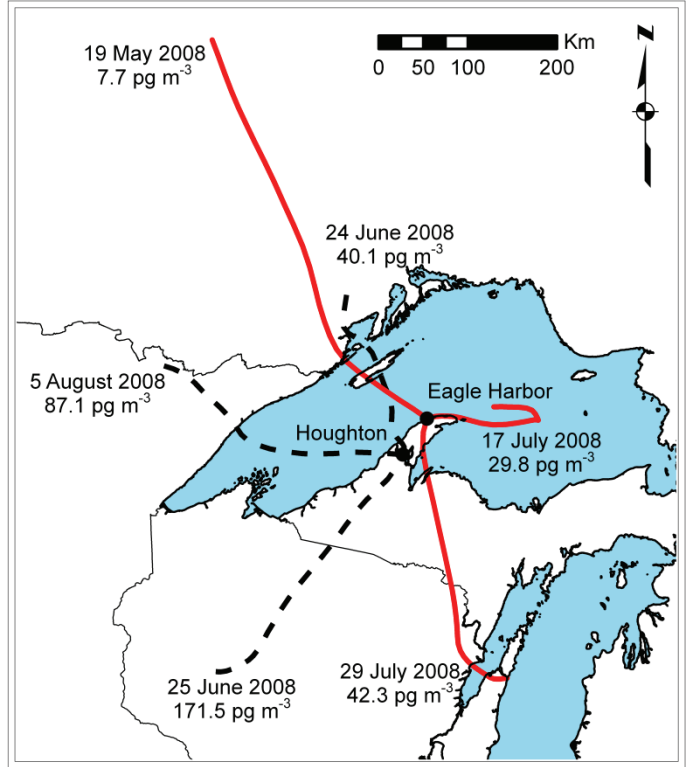 19 May 2008
7.7 pg m⁻³
Km
0 50 100 200
N
24 June 2008
40.1 pg m⁻³
5 August 2008
87.1 pg m⁻³
Eagle Harbor
Houghton
17 July 2008
29.8 pg m⁻³
29 July 2008
42.3 pg m⁻³
25 June 2008
171.5 pg m⁻³